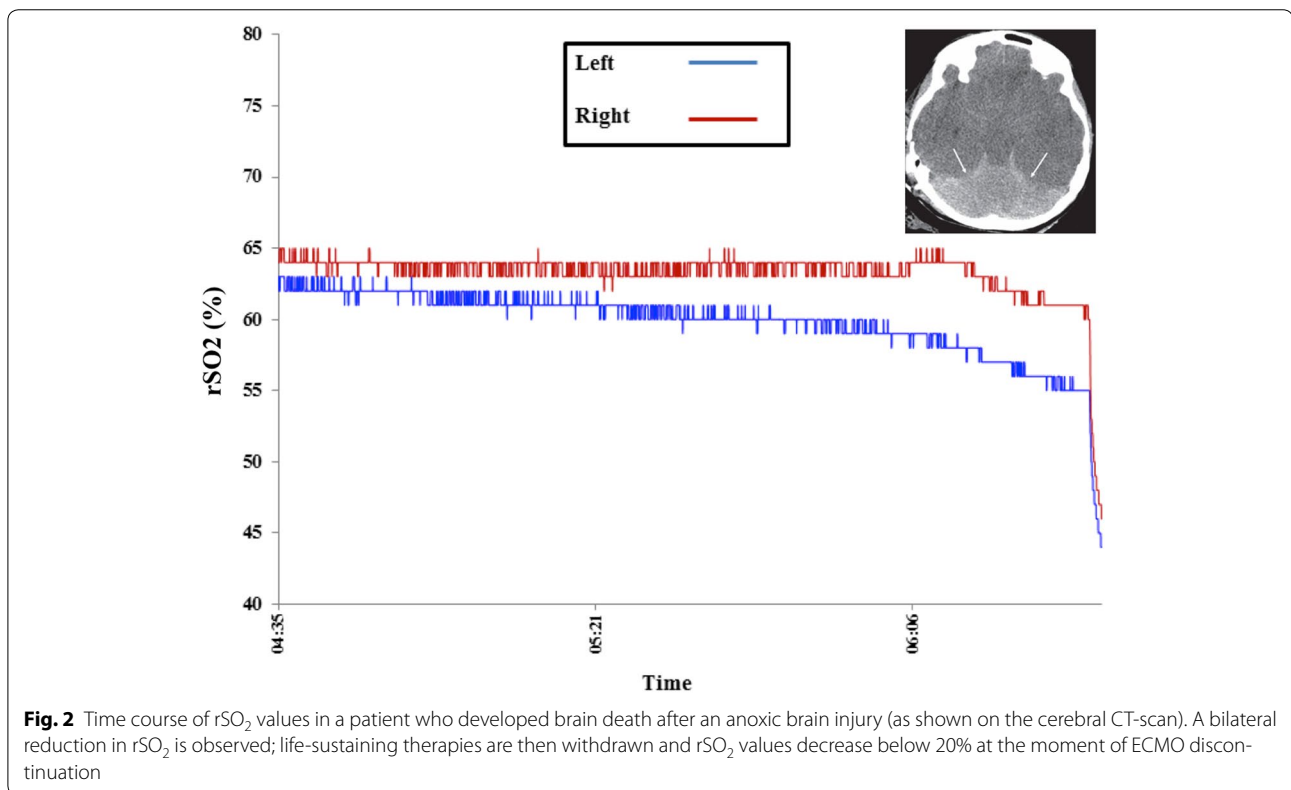 80
75
70
65
60
55
50
45
40
rSO2 (%)
Left
Right
04:35
05:21
06:06
Time
Fig. 2 Time course of rSO₂ values in a patient who developed brain death after an anoxic brain injury (as shown on the cerebral CT-scan). A bilateral
reduction in rSO₂ is observed; life-sustaining therapies are then withdrawn and rSO₂ values decrease below 20% at the moment of ECMO discon-
tinuation